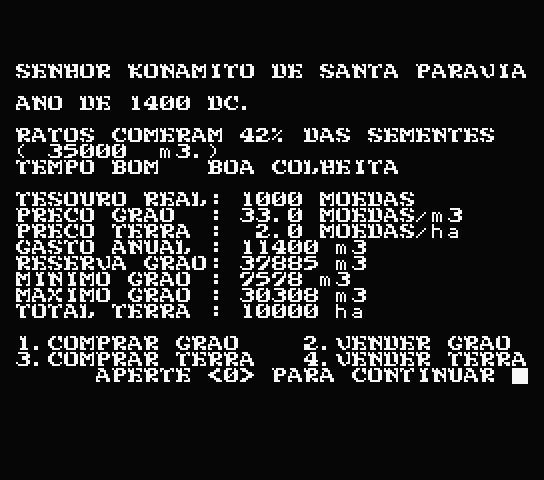 SENHOR KONAMITO DE SANTA PARAVIA
ANO DE 1400 DC.
RATOS COMERAM 42% DAS SEMENTES
( 35000 m3.)
TEMPO BOM BOA COLHEITA
TESOURO REAL: 1000 MOEDAS
PRECO GRAO : 33.0 MOEDAS/m3
PRECO TERRA : 2.0 MOEDAS/ha
GASTO ANUAL : 11400 m3
RESERVA GRAO: 37885 m3
MINIMO GRAO : 7578 m3
MAXIMO GRAO : 30308 m3
TOTAL TERRA : 10000 ha
1.COMPRAR GRAO 2.VENDER GRAO
3.COMPRAR TERRA 4.VENDER TERRA
APERTE <0> PARA CONTINUAR